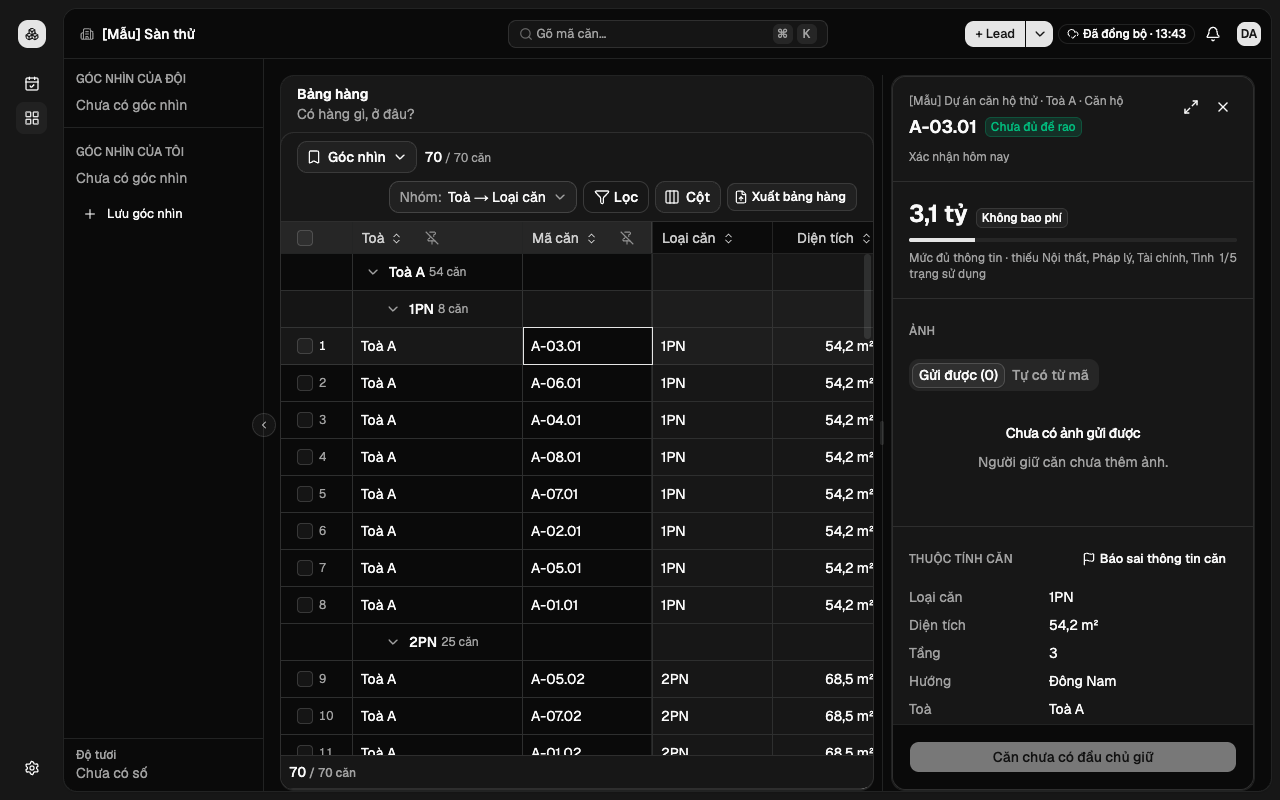 [Mẫu] Sàn thử
Gõ mã căn…
⌘ K
+ Lead
Đã đồng bộ · 13:43
DA
GÓC NHÌN CỦA ĐỘI
Chưa có góc nhìn
GÓC NHÌN CỦA TÔI
Chưa có góc nhìn
+ Lưu góc nhìn
Độ tươi
Chưa có số
Bảng hàng
Có hàng gì, ở đâu?
Góc nhìn
70 / 70 căn
Nhóm: Toà → Loại căn
Lọc
Cột
Xuất bảng hàng
Toà Mã căn Loại căn Diện tích
Toà A 54 căn
1PN 8 căn
1 Toà A A-03.01 1PN 54,2 m²
2 Toà A A-06.01 1PN 54,2 m²
3 Toà A A-04.01 1PN 54,2 m²
4 Toà A A-08.01 1PN 54,2 m²
5 Toà A A-07.01 1PN 54,2 m²
6 Toà A A-02.01 1PN 54,2 m²
7 Toà A A-05.01 1PN 54,2 m²
8 Toà A A-01.01 1PN 54,2 m²
2PN 25 căn
9 Toà A A-05.02 2PN 68,5 m²
10 Toà A A-07.02 2PN 68,5 m²
11 Toà A A-01.02 2PN 68,5 m²
70 / 70 căn
[Mẫu] Dự án căn hộ thử · Toà A · Căn hộ
A-03.01 Chưa đủ để rao
Xác nhận hôm nay
3,1 tỷ Không bao phí
Mức đủ thông tin · thiếu Nội thất, Pháp lý, Tài chính, Tình 1/5
trạng sử dụng
ẢNH
Gửi được (0) Tự có từ mã
Chưa có ảnh gửi được
Người giữ căn chưa thêm ảnh.
THUỘC TÍNH CĂN
Báo sai thông tin căn
Loại căn 1PN
Diện tích 54,2 m²
Tầng 3
Hướng Đông Nam
Toà Toà A
Căn chưa có đầu chủ giữ